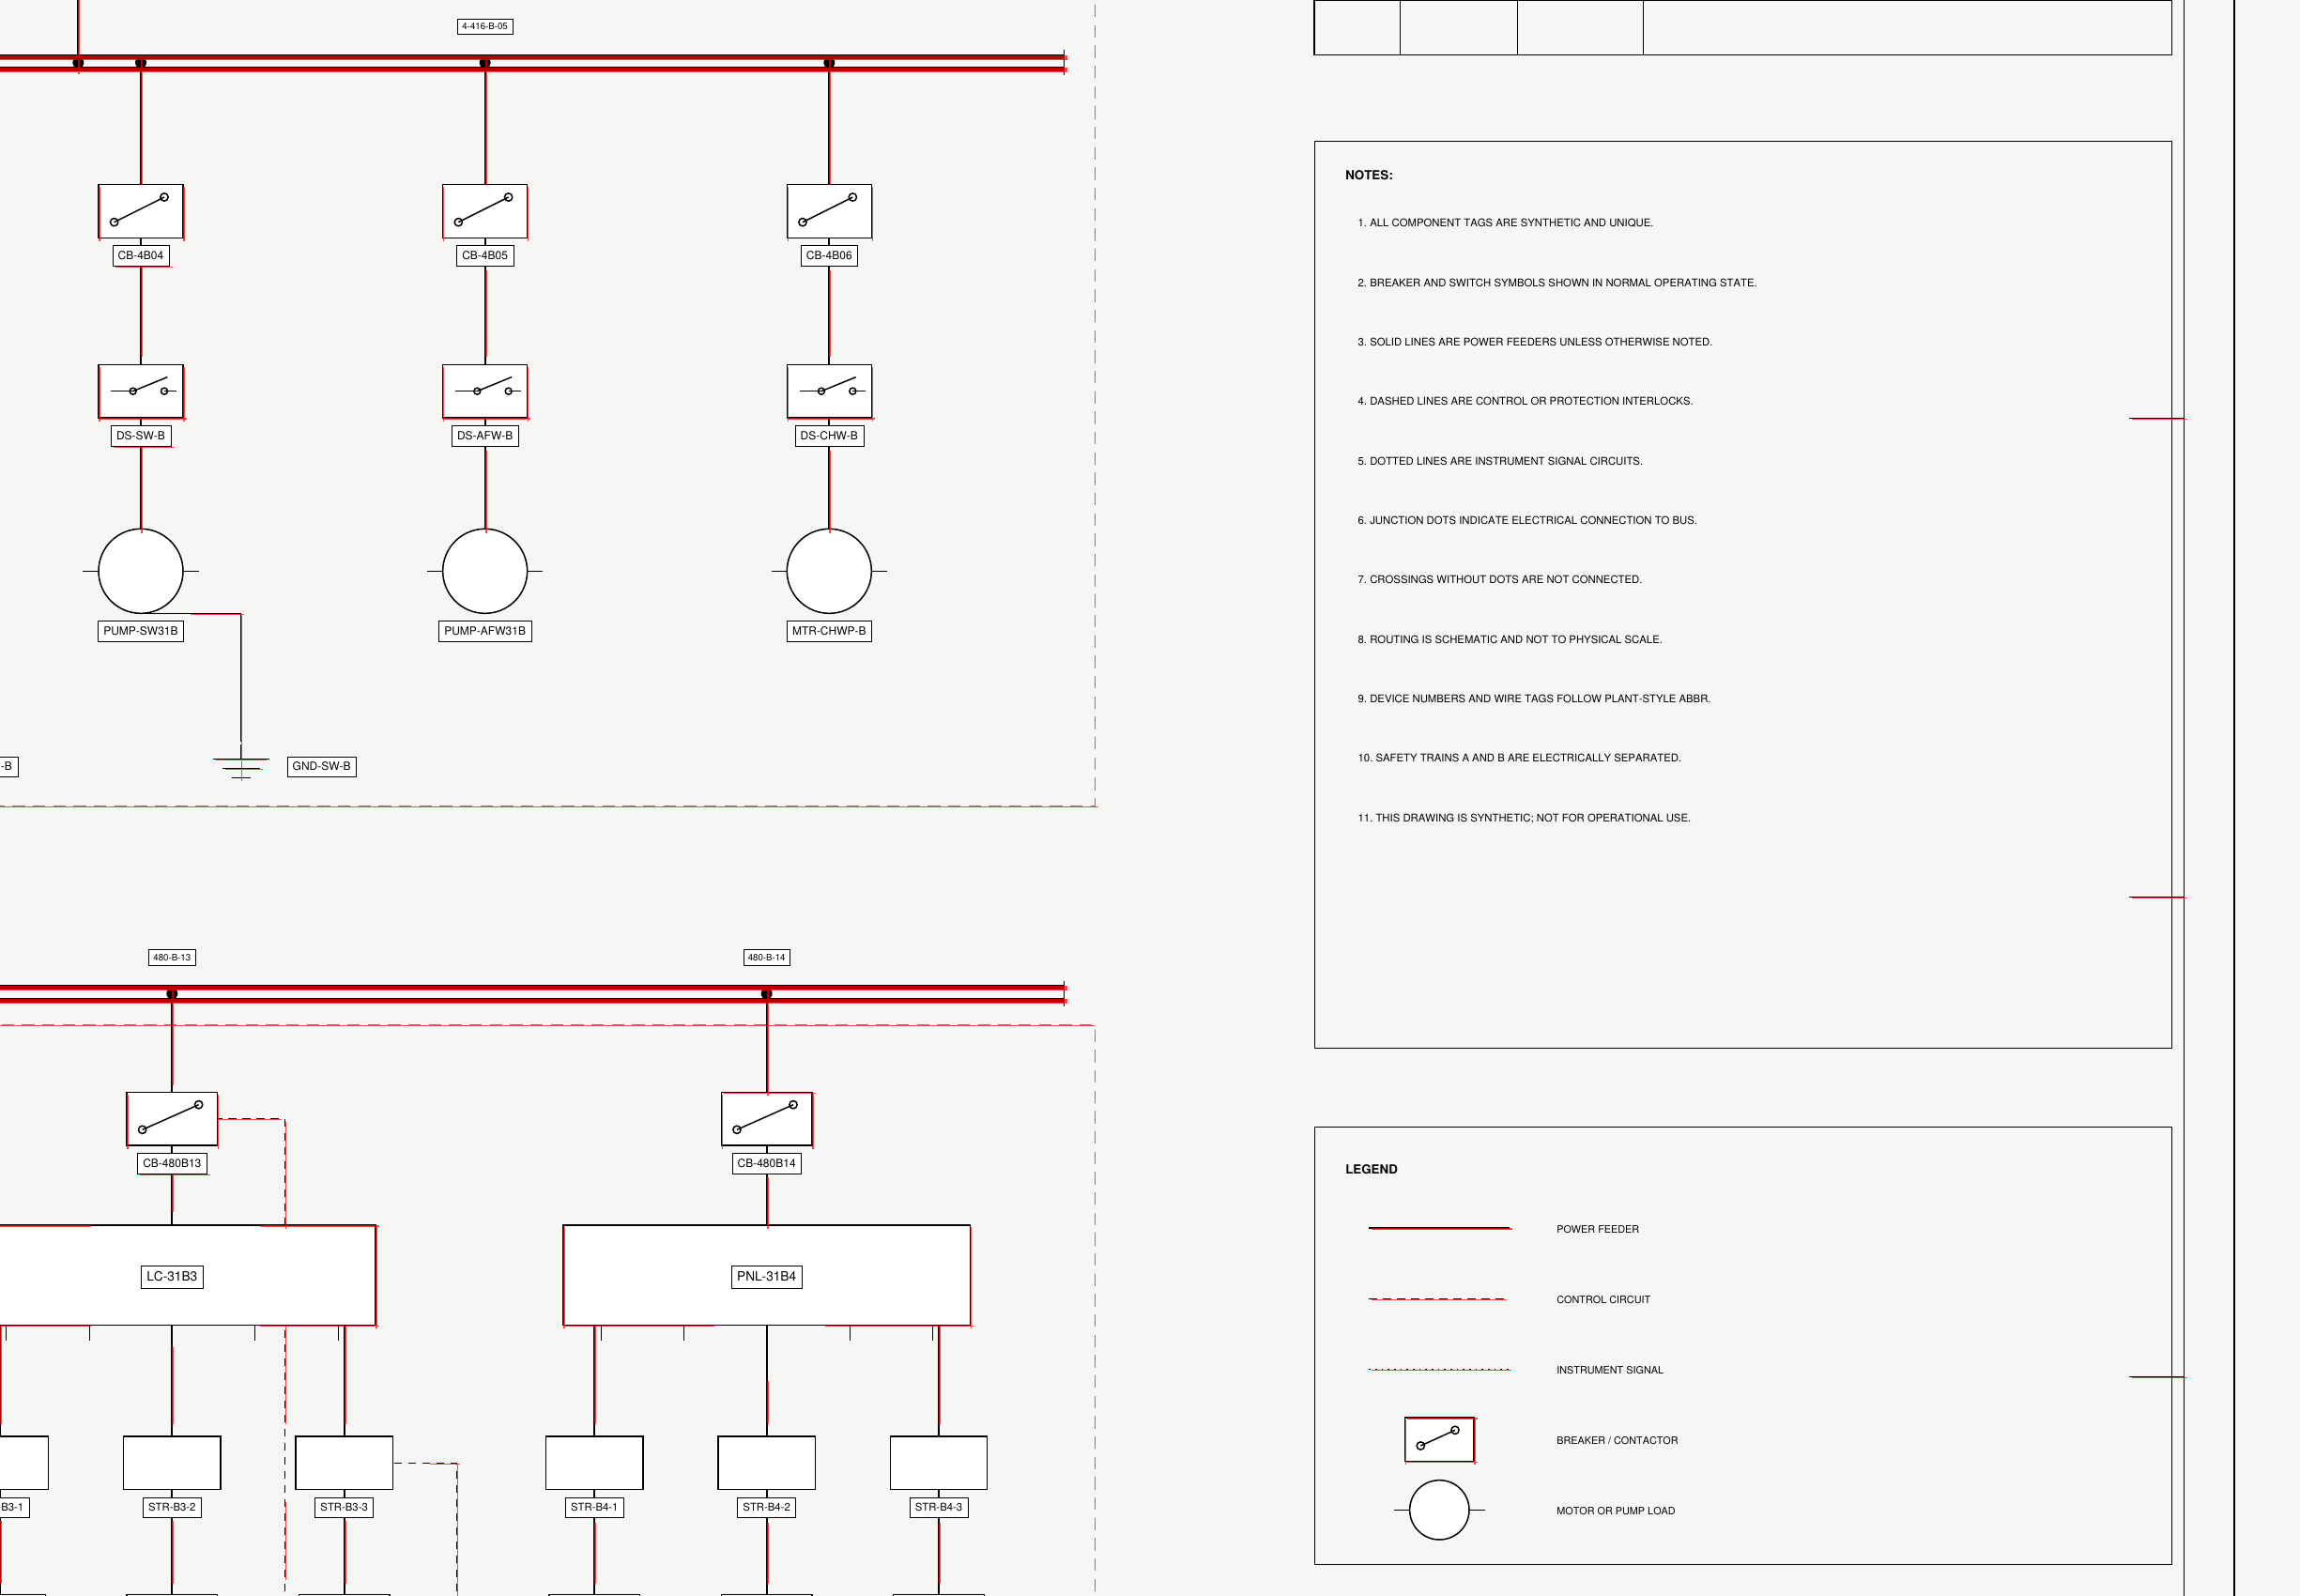 4-416-B-05
CB-4B04
CB-4B05
CB-4B06
DS-SW-B
DS-AFW-B
DS-CHW-B
PUMP-SW31B
PUMP-AFW31B
MTR-CHWP-B
-B
GND-SW-B
480-B-13
480-B-14
CB-480B13
CB-480B14
LC-31B3
PNL-31B4
-B3-1
STR-B3-2
STR-B3-3
STR-B4-1
STR-B4-2
STR-B4-3
NOTES:
1. ALL COMPONENT TAGS ARE SYNTHETIC AND UNIQUE.
2. BREAKER AND SWITCH SYMBOLS SHOWN IN NORMAL OPERATING STATE.
3. SOLID LINES ARE POWER FEEDERS UNLESS OTHERWISE NOTED.
4. DASHED LINES ARE CONTROL OR PROTECTION INTERLOCKS.
5. DOTTED LINES ARE INSTRUMENT SIGNAL CIRCUITS.
6. JUNCTION DOTS INDICATE ELECTRICAL CONNECTION TO BUS.
7. CROSSINGS WITHOUT DOTS ARE NOT CONNECTED.
8. ROUTING IS SCHEMATIC AND NOT TO PHYSICAL SCALE.
9. DEVICE NUMBERS AND WIRE TAGS FOLLOW PLANT-STYLE ABBR.
10. SAFETY TRAINS A AND B ARE ELECTRICALLY SEPARATED.
11. THIS DRAWING IS SYNTHETIC; NOT FOR OPERATIONAL USE.
LEGEND
POWER FEEDER
CONTROL CIRCUIT
INSTRUMENT SIGNAL
BREAKER / CONTACTOR
MOTOR OR PUMP LOAD